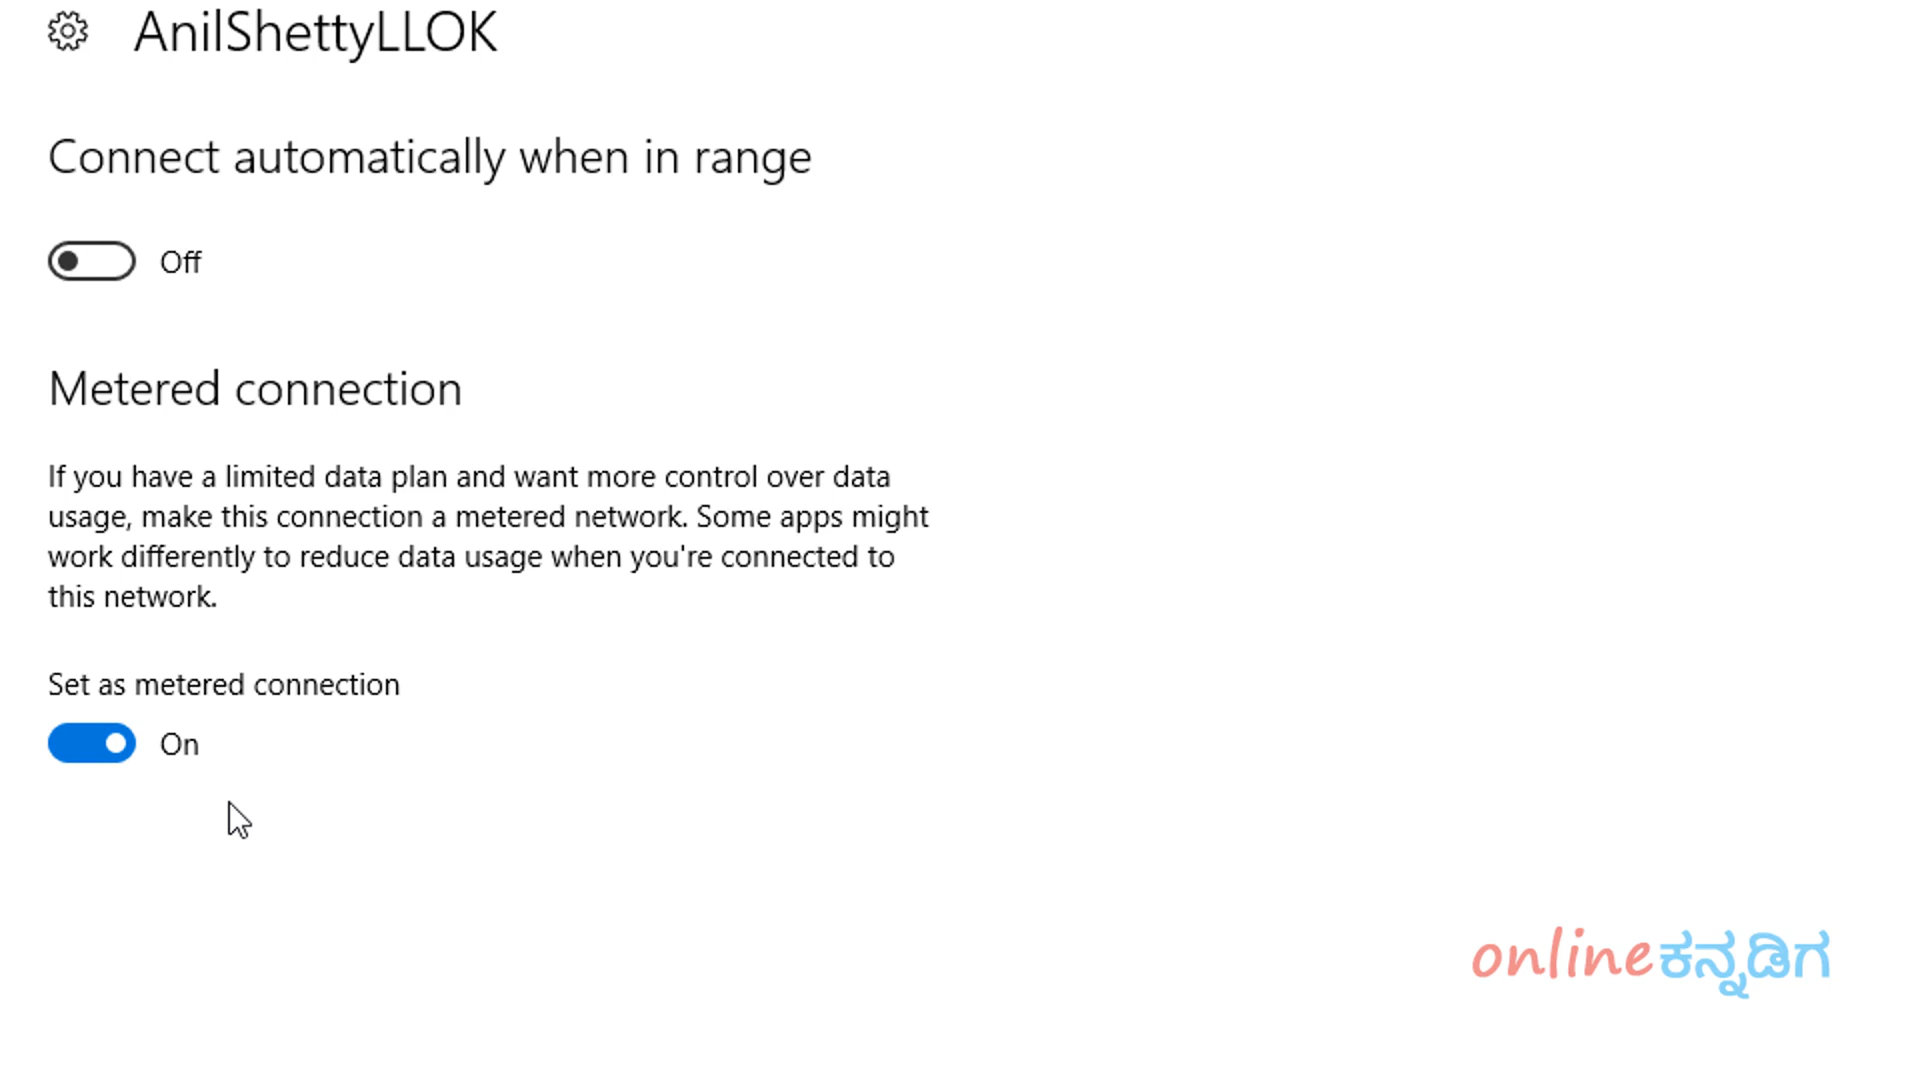 AnilShettyLLOK
Connect automatically when in range
Off
Metered connection
If you have a limited data plan and want more control over data
usage, make this connection a metered network. Some apps might
work differently to reduce data usage when you're connected to
this network.
Set as metered connection
On
onlineಕನ್ನಡಿಗ